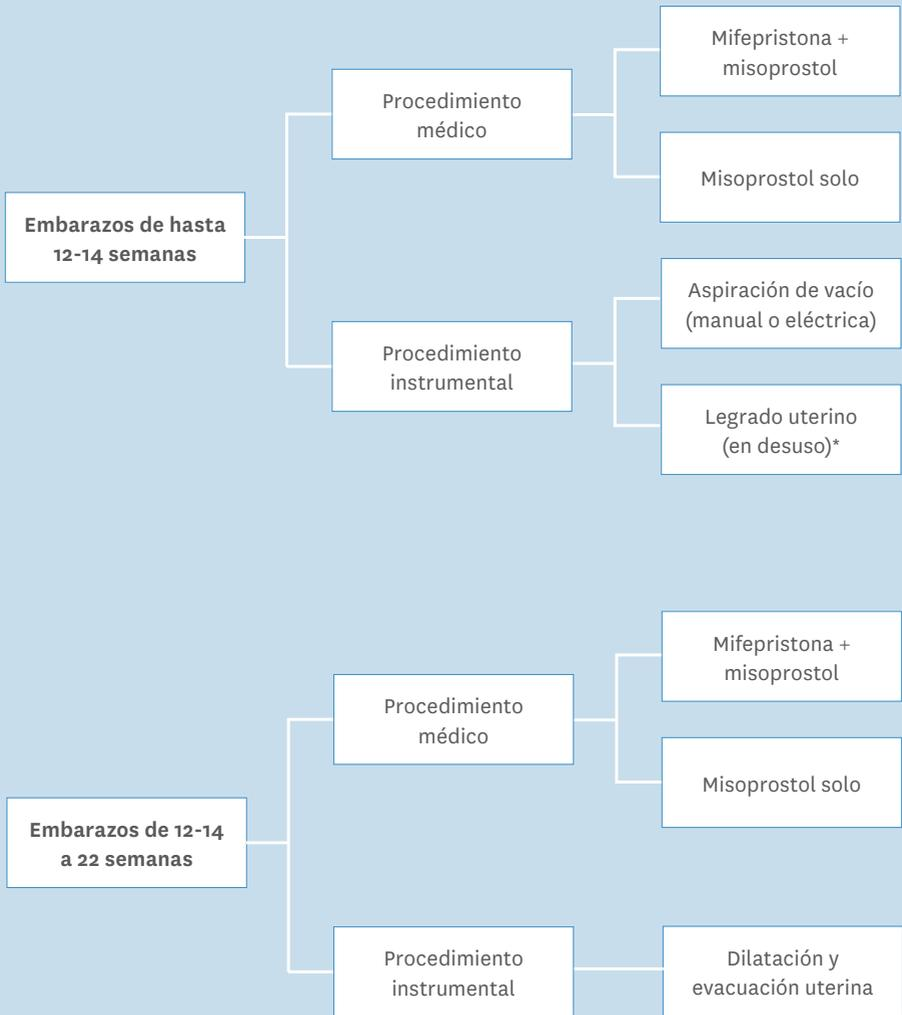 Embarazos de hasta
12-14 semanas
Procedimiento
médico
Mifepristona +
misoprostol
Misoprostol solo
Procedimiento
instrumental
Aspiración de vacío
(manual o eléctrica)
Legrado uterino
(en desuso)*
Embarazos de 12-14
a 22 semanas
Procedimiento
médico
Mifepristona +
misoprostol
Misoprostol solo
Procedimiento
instrumental
Dilatación y
evacuación uterina